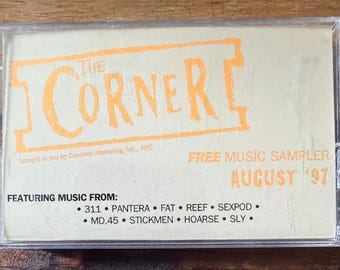 THE
CORNER
brought to you by Concrete Marketing, Inc., NYC
FREE MUSIC SAMPLER
AUGUST '97
FEATURING MUSIC FROM:
• 311 • PANTERA • FAT • REEF • SEXPOD •
• MD.45 • STICKMEN • HOARSE • SLY •